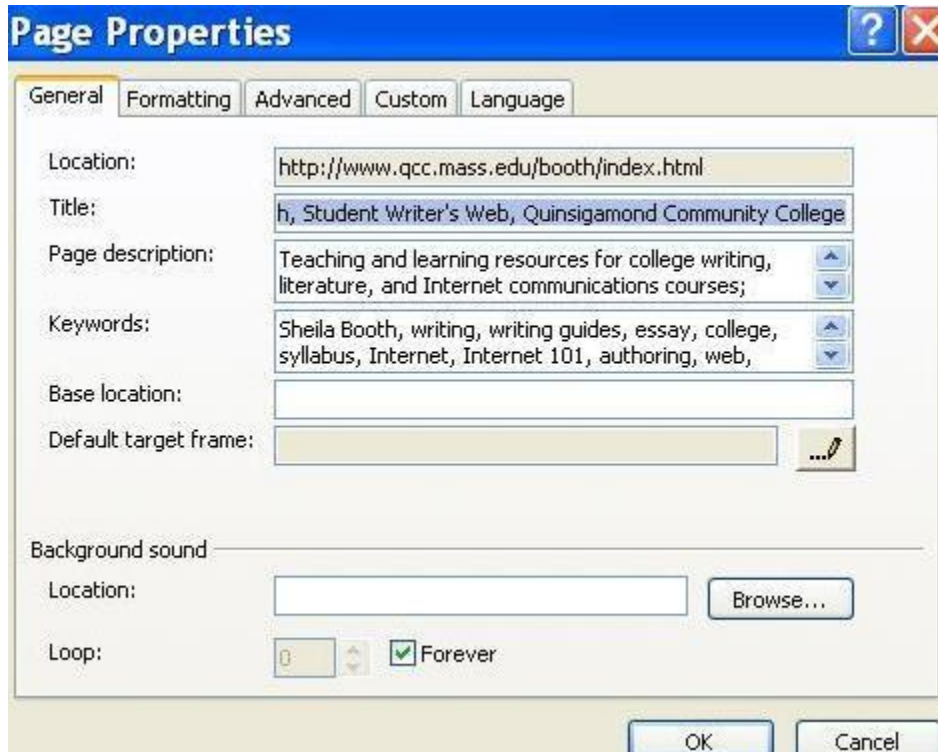 Page Properties
General Formatting Advanced Custom Language
Location: http://www.qcc.mass.edu/booth/index.html
Title: h, Student Writer's Web, Quinsigamond Community College
Page description: Teaching and learning resources for college writing,
literature, and Internet communications courses;
Keywords: Sheila Booth, writing, writing guides, essay, college,
syllabus, Internet, Internet 101, authoring, web,
Base location:
Default target frame:
Background sound
Location: Browse...
Loop: 0 Forever
OK Cancel